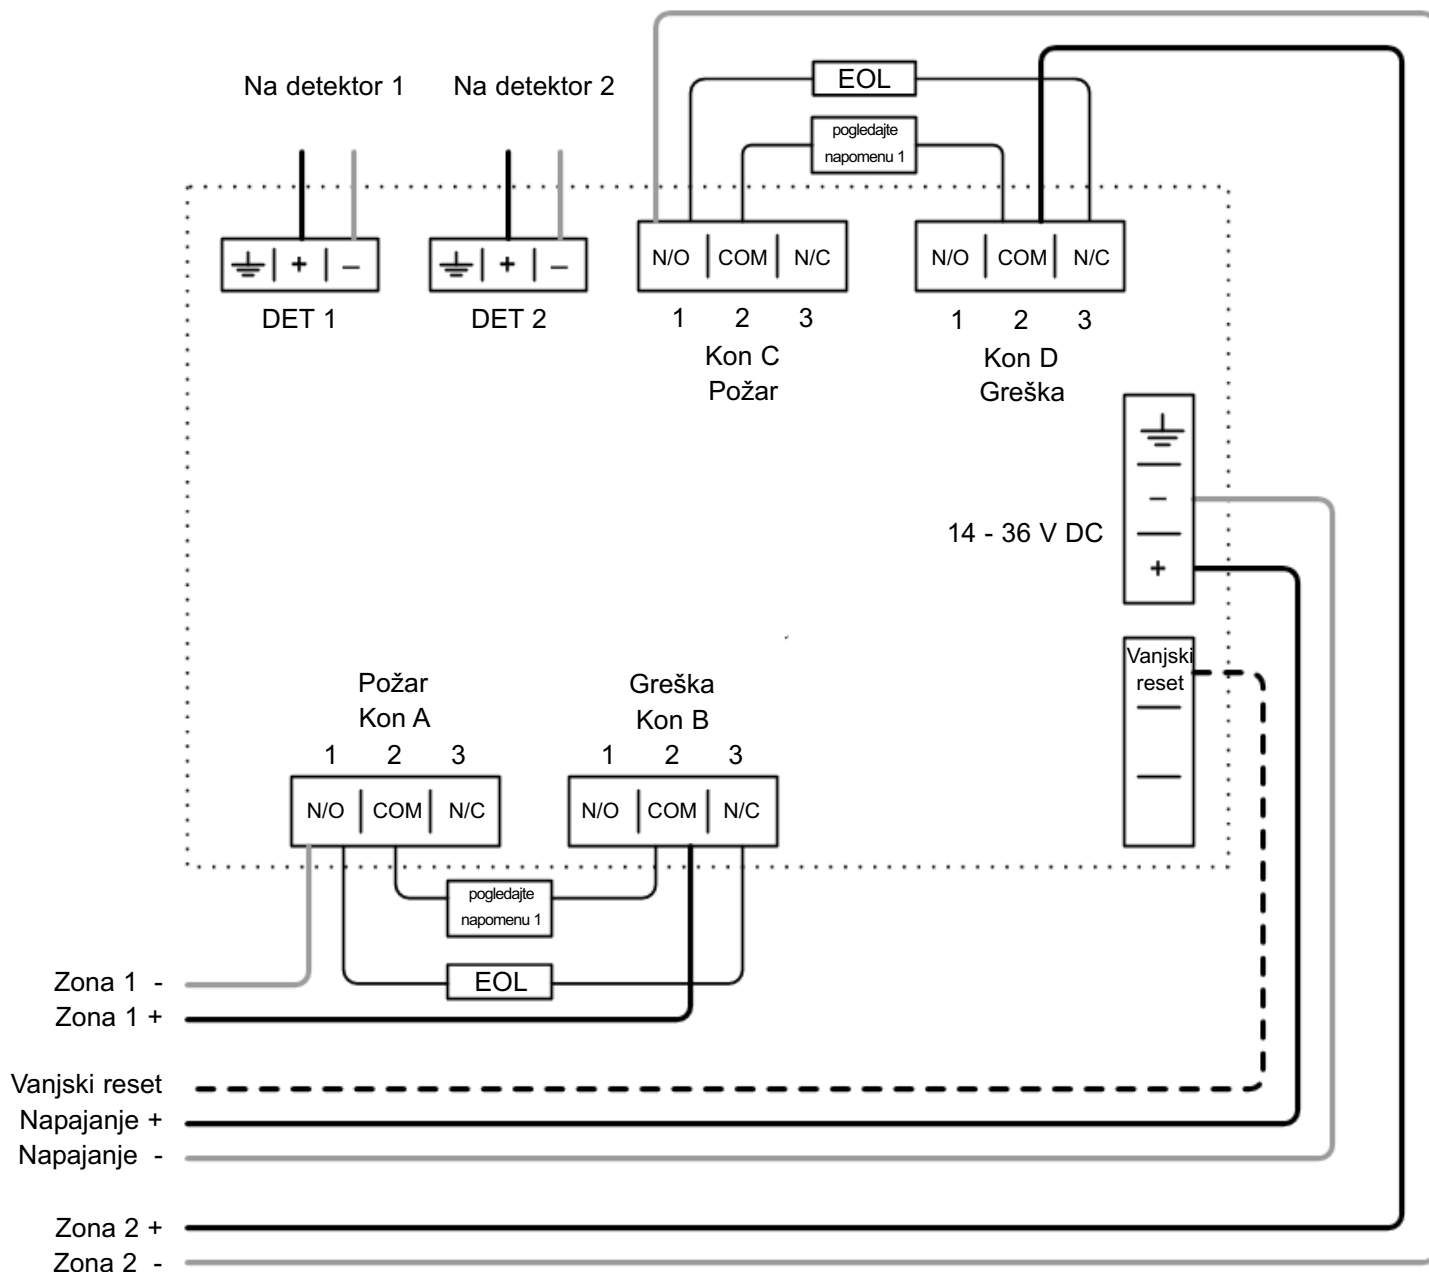 EOL
Na detektor 1 Na detektor 2
pogledajte
napomenu 1
+ – + –
N/O COM N/C N/O COM N/C
DET 1 DET 2
1 2 3 1 2 3
Kon C Kon D
Požar Greška
–
14 - 36 V DC
+
Vanjski
reset
Požar Greška
Kon A Kon B
1 2 3 1 2 3
N/O COM N/C N/O COM N/C
pogledajte
napomenu 1
Zona 1 -
EOL
Zona 1 +
Vanjski reset
Napajanje +
Napajanje -
Zona 2 +
Zona 2 -